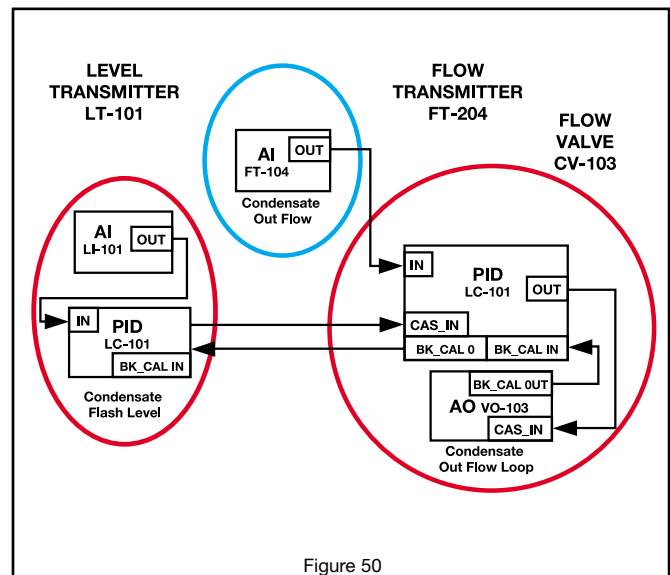 LEVEL
TRANSMITTER
LT-101
FLOW
TRANSMITTER
FT-204
FLOW
VALVE
CV-103
AI
OUT
FT-104
Condensate
Out Flow
AI
LI-101
OUT
IN
PID
LC-101
BK_CAL IN
Condensate
Flash Level
IN
PID
LC-101
OUT
CAS_IN
BK_CAL 0
BK_CAL IN
BK_CAL 0UT
AO VO-103
CAS_IN
Condensate
Out Flow Loop
Figure 50